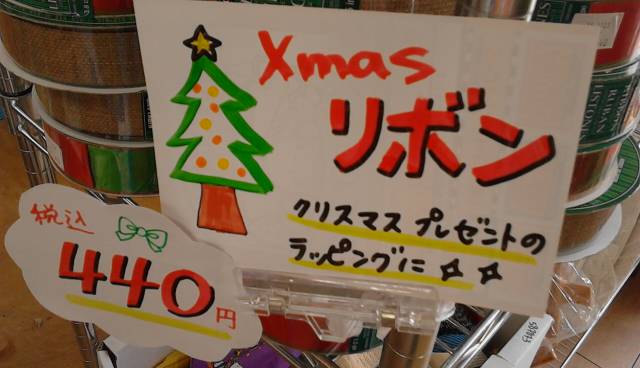 Xmas
リボン
クリスマス プレゼントの
ラッピングに
税込
440円